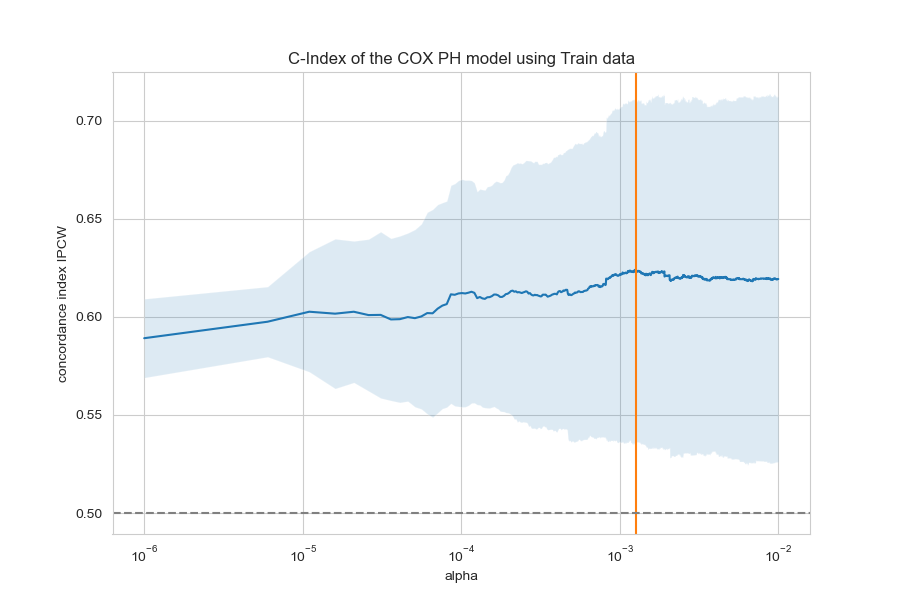 C-Index of the COX PH model using Train data
concordance index IPCW
0.70
0.65
0.60
0.55
0.50
10⁻⁶ 10⁻⁵ 10⁻⁴ 10⁻³ 10⁻²
alpha